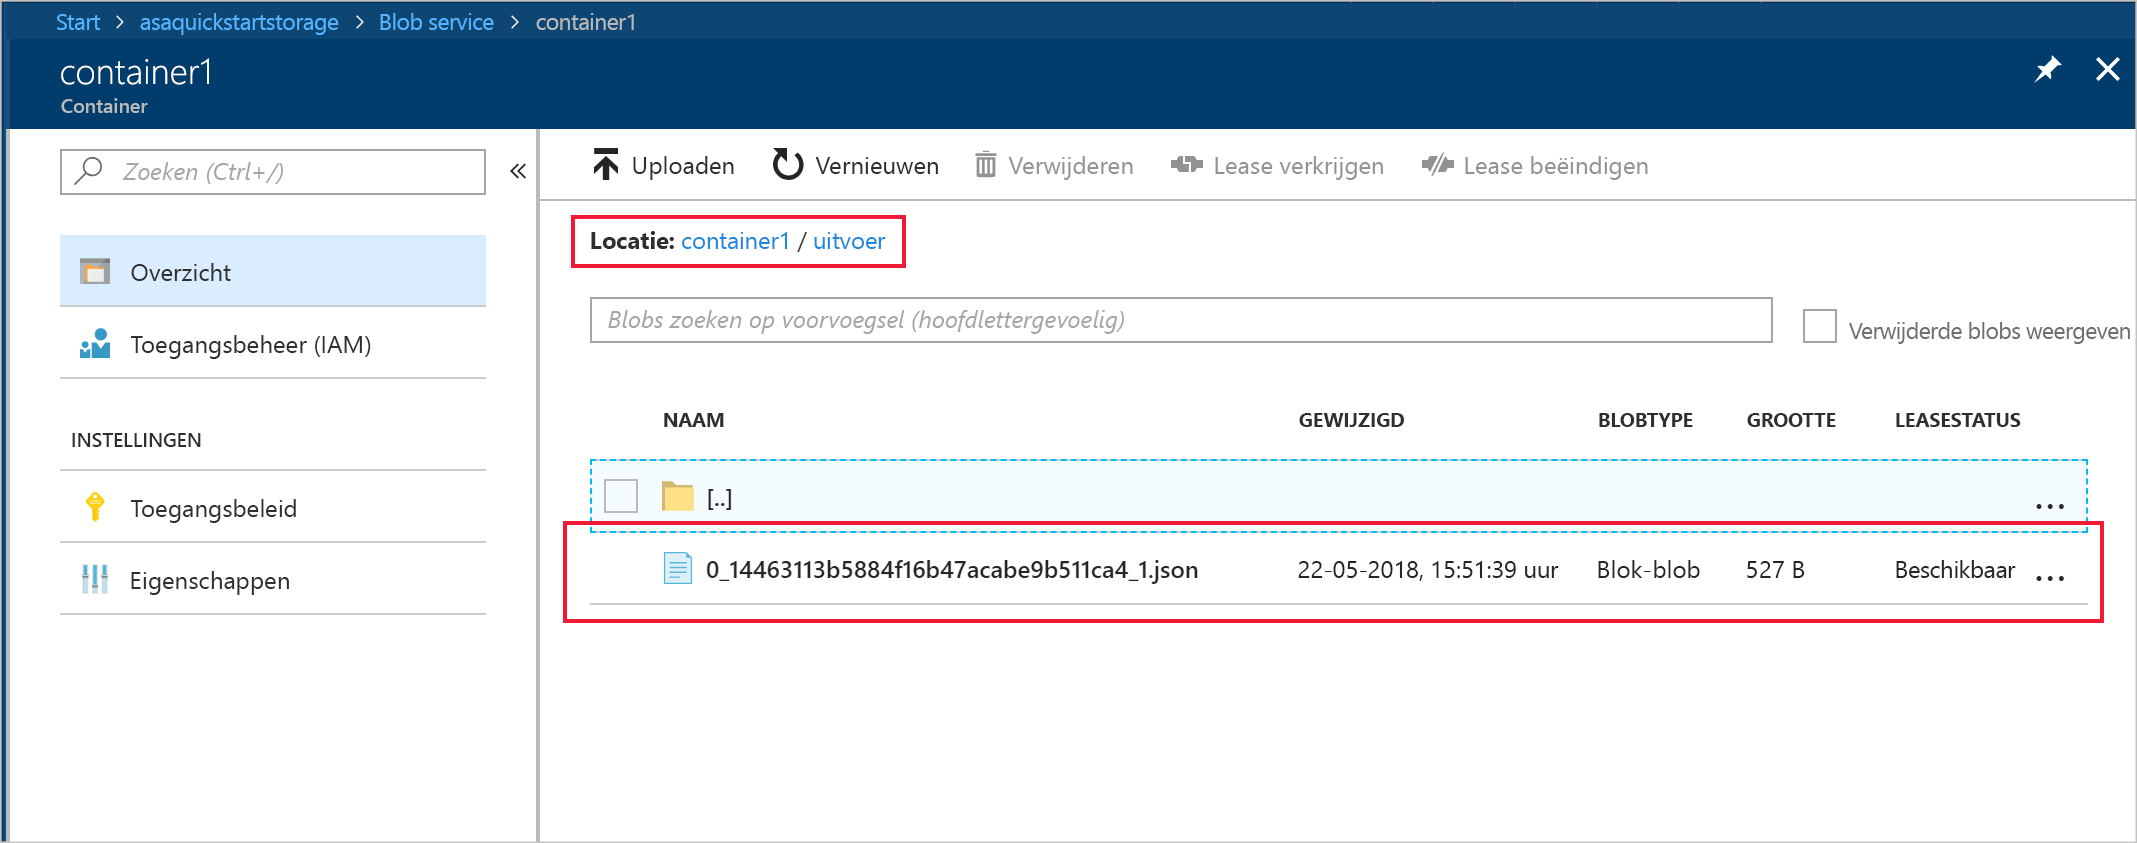 Start > asaquickstartstorage > Blob service > container1
container1
Container
Zoeken (Ctrl+/)
«
Overzicht
Toegangsbeheer (IAM)
INSTELLINGEN
Toegangsbeleid
Eigenschappen
Uploaden Vernieuwen Verwijderen Lease verkrijgen Lease beëindigen
Locatie: container1 / uitvoer
Blobs zoeken op voorvoegsel (hoofdlettergevoelig)
Verwijderde blobs weergeven
NAAM GEWIJZIGD BLOBTYPE GROOTTE LEASESTATUS
[..] ...
0_14463113b5884f16b47acabe9b511ca4_1.json 22-05-2018, 15:51:39 uur Blok-blob 527 B Beschikbaar ...